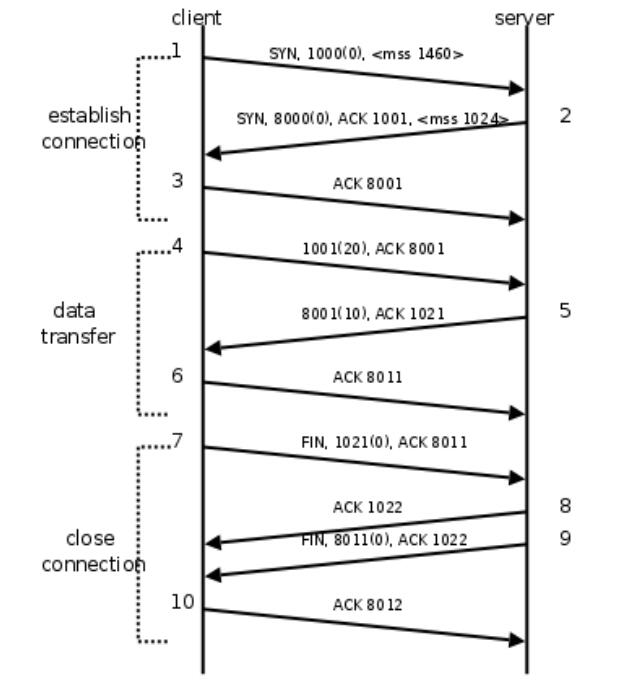 client
server
1
SYN, 1000(0), <mss 1460>
establish
connection
SYN, 8000(0), ACK 1001, <mss 1024>
2
3
ACK 8001
4
1001(20), ACK 8001
data
transfer
8001(10), ACK 1021
5
6
ACK 8011
7
FIN, 1021(0), ACK 8011
ACK 1022
8
close
connection
FIN, 8011(0), ACK 1022
9
10
ACK 8012